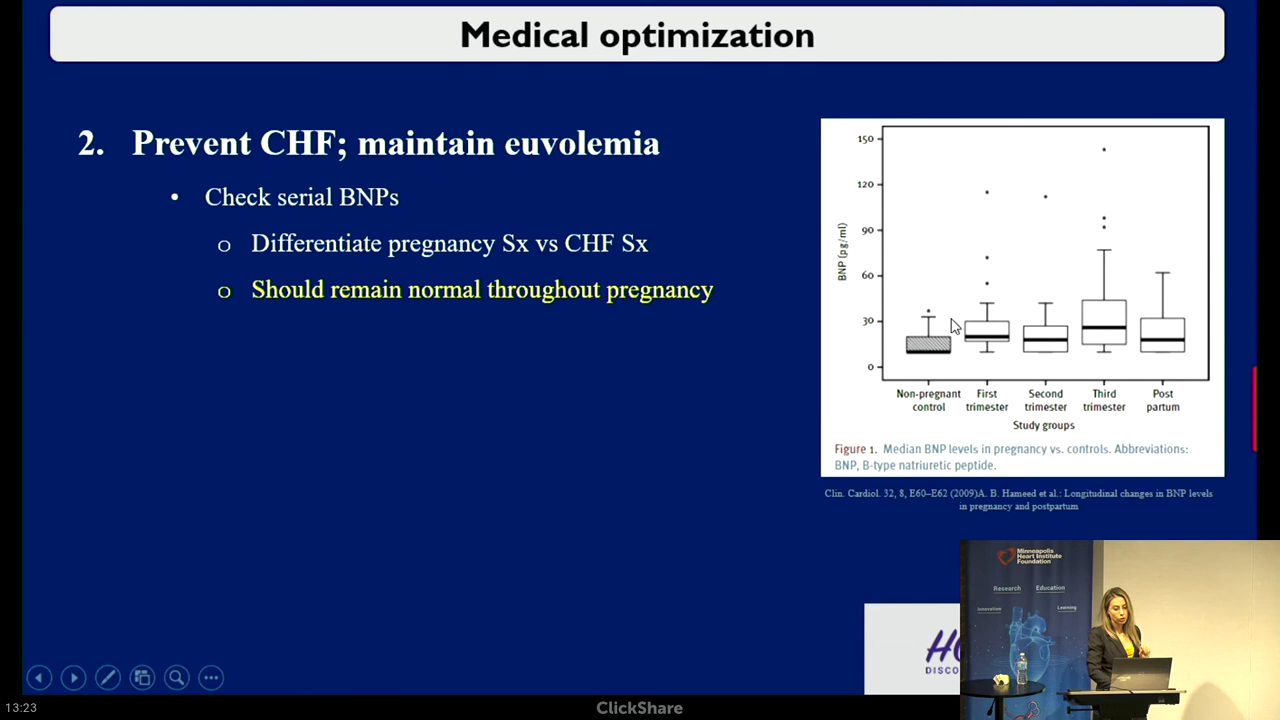 Medical optimization
2. Prevent CHF; maintain euvolemia
• Check serial BNPs
o Differentiate pregnancy Sx vs CHF Sx
o Should remain normal throughout pregnancy
150
120
90
60
30
0
BNP (pg/ml)
Non-pregnant control
First trimester
Second trimester
Third trimester
Post partum
Study groups
Figure 1. Median BNP levels in pregnancy vs. controls. Abbreviations:
BNP, B-type natriuretic peptide.
Clin. Cardiol. 32, 8, E60–E62 (2009)A. B. Hameed et al.: Longitudinal changes in BNP levels
in pregnancy and postpartum
Minneapolis
Heart Institute
Foundation
Research Education
Innovation Learning
13:23
ClickShare